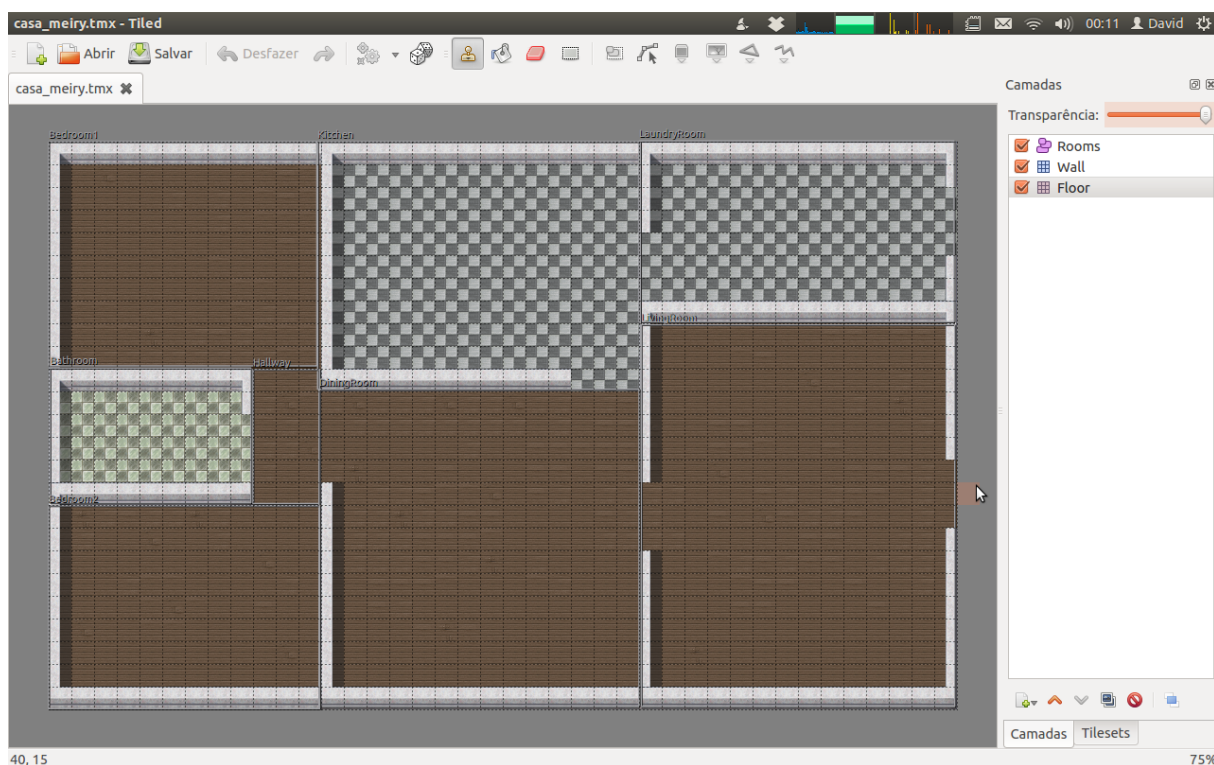 casa_meiry.tmx - Tiled
00:11 David
Abrir Salvar Desfazer
casa_meiry.tmx
Camadas
Transparência:
Rooms
Wall
Floor
Bedroom1 Kitchen LaundryRoom
LivingRoom
Bathroom Hallway
DiningRoom
Bedroom2
Camadas Tilesets
40, 15 75%